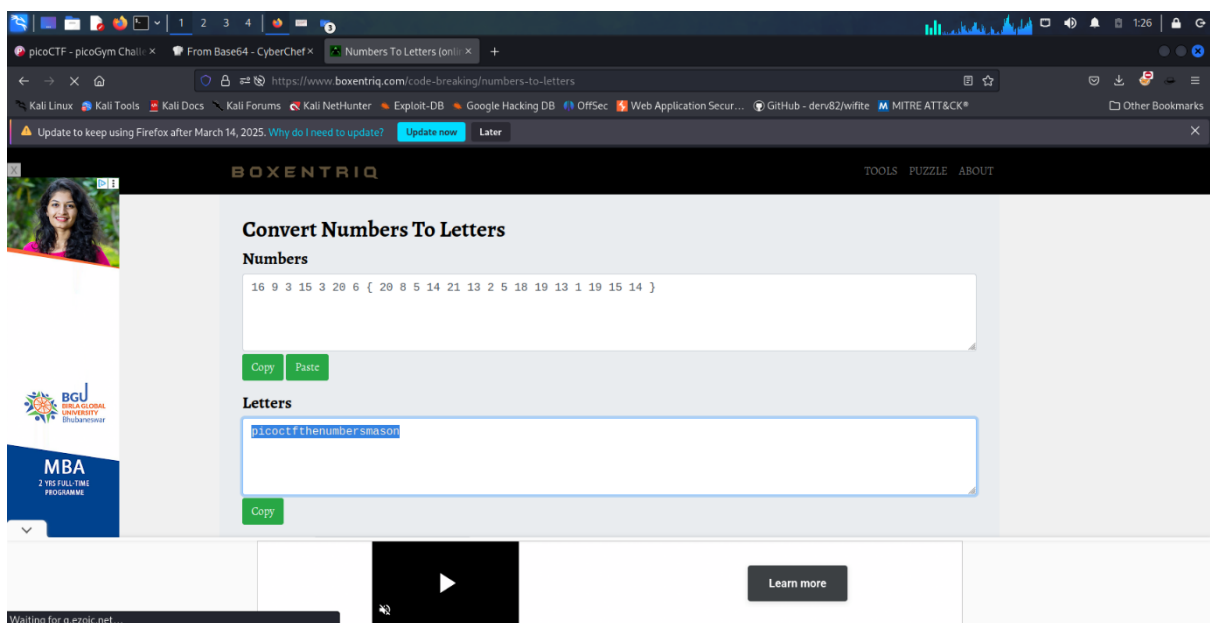 1 2 3 4
3
1:26
picoCTF - picoGym Challe
From Base64 - CyberChef
Numbers To Letters (onli
https://www.boxentriq.com/code-breaking/numbers-to-letters
Kali Linux Kali Tools Kali Docs Kali Forums Kali NetHunter Exploit-DB Google Hacking DB OffSec Web Application Secur... GitHub - derv82/wifite MITRE ATT&CK® Other Bookmarks
Update to keep using Firefox after March 14, 2025. Why do I need to update? Update now Later
BOXENTRIQ
TOOLS PUZZLE ABOUT
Convert Numbers To Letters
Numbers
16 9 3 15 3 20 6 { 20 8 5 14 21 13 2 5 18 19 13 1 19 15 14 }
Copy Paste
Letters
picoctfthenumbersmason
Copy
BGU
BIRLA GLOBAL
UNIVERSITY
Bhubaneswar
MBA
2 YRS FULL-TIME
PROGRAMME
Learn more
Waiting for g.ezoic.net...